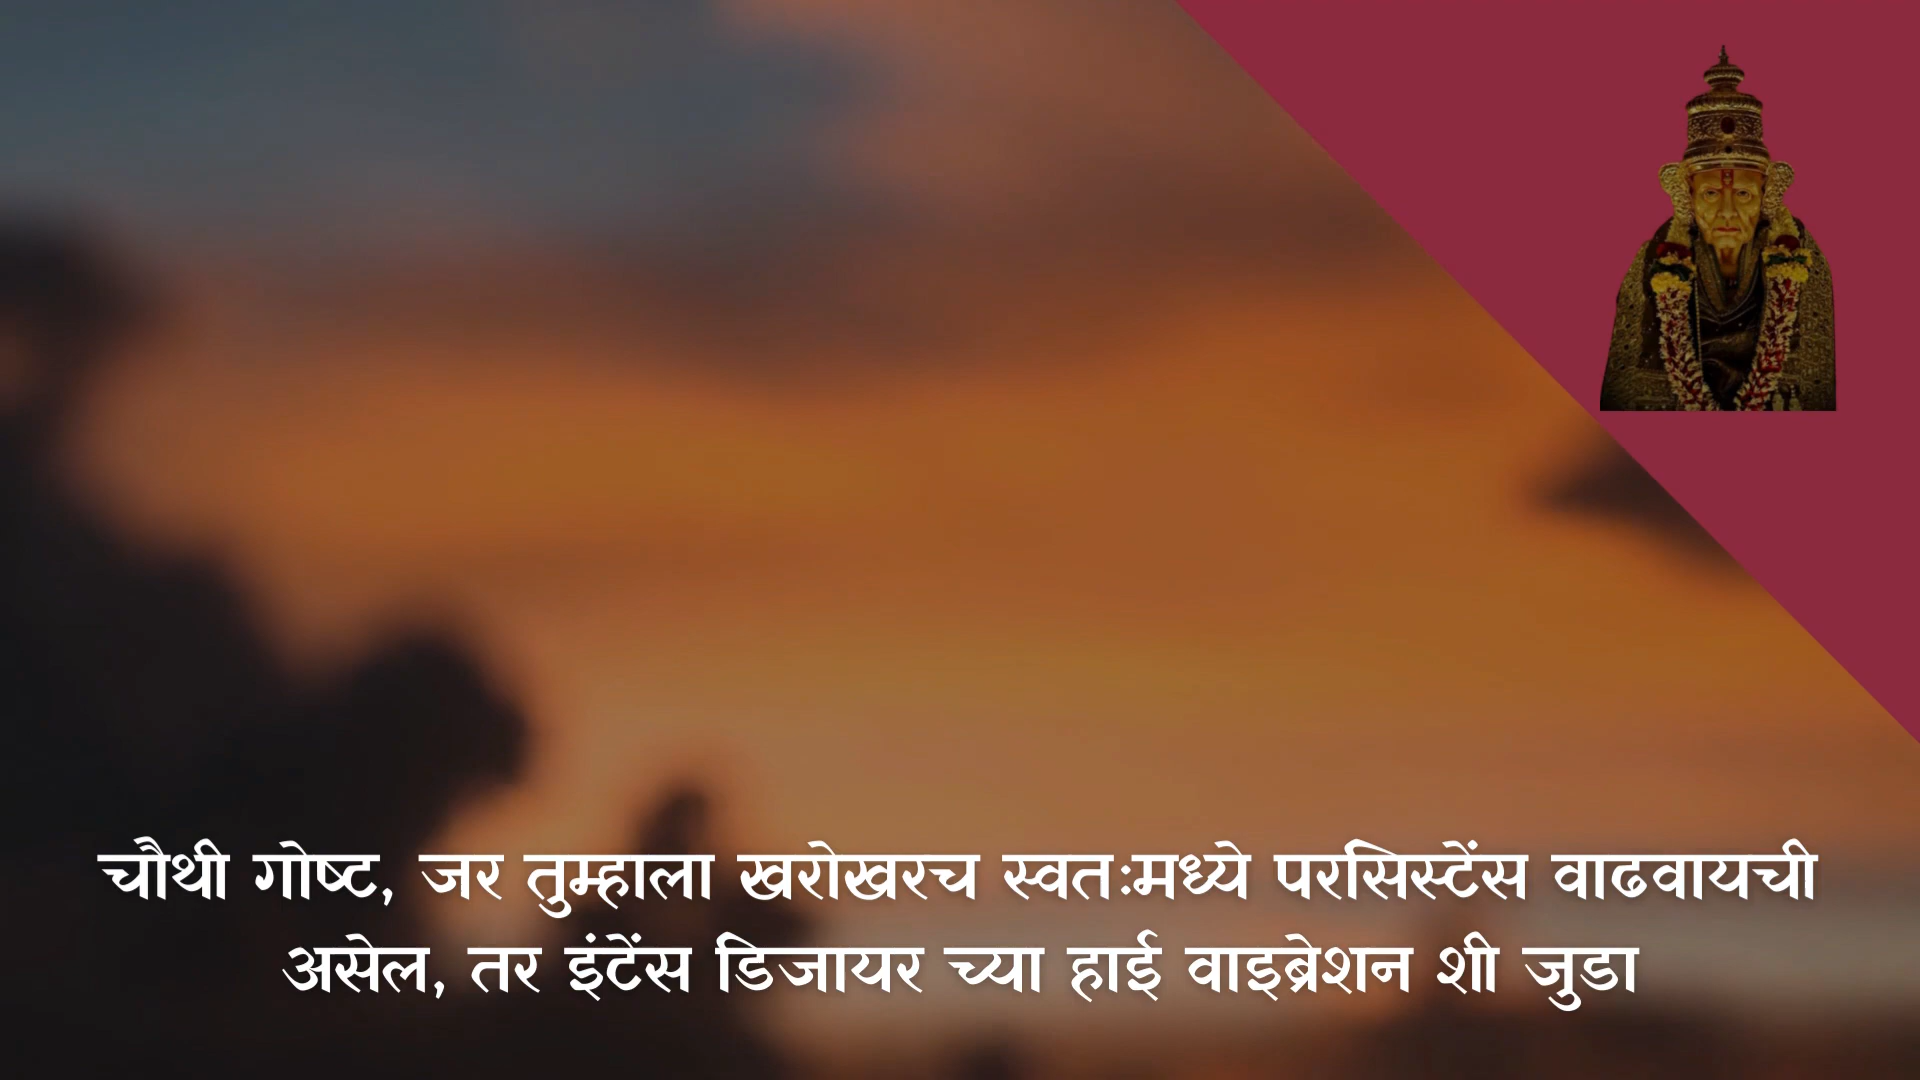 चौथी गोष्ट, जर तुम्हाला खरोखरच स्वतःमध्ये परसिस्टेंस वाढवायची
असेल, तर इंटेंस डिजायर च्या हाई वाइब्रेशन शी जुडा